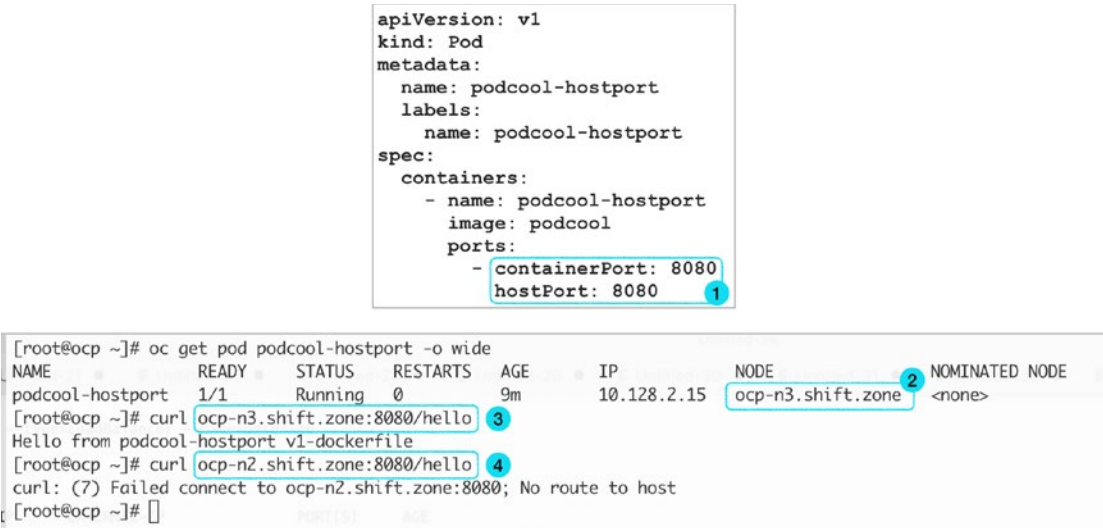 apiVersion: v1
kind: Pod
metadata:
  name: podcool-hostport
  labels:
    name: podcool-hostport
spec:
  containers:
    - name: podcool-hostport
      image: podcool
      ports:
        - containerPort: 8080
          hostPort: 8080 1
[root@ocp ~]# oc get pod podcool-hostport -o wide
NAME READY STATUS RESTARTS AGE IP NODE 2 NOMINATED NODE
podcool-hostport 1/1 Running 0 9m 10.128.2.15 ocp-n3.shift.zone <none>
[root@ocp ~]# curl ocp-n3.shift.zone:8080/hello 3
Hello from podcool-hostport v1-dockerfile
[root@ocp ~]# curl ocp-n2.shift.zone:8080/hello 4
curl: (7) Failed connect to ocp-n2.shift.zone:8080; No route to host
[root@ocp ~]#
PORT(S) AGE